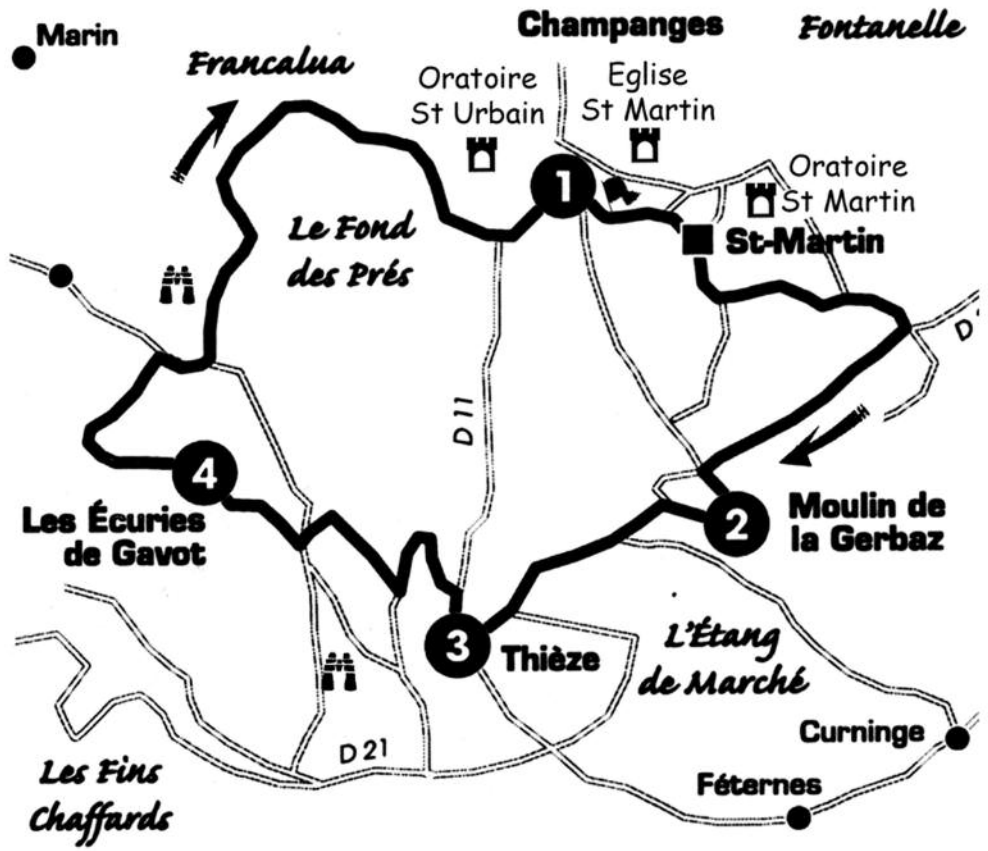 Marin
Champanges
Fontanelle
Francalua
Oratoire
St Urbain
Eglise
St Martin
Oratoire
St Martin
1
St-Martin
Le Fond
des Prés
D 11
4
Les Écuries
de Gavot
2
Moulin de
la Gerbaz
3
Thièze
L'Étang
de Marché
Curninge
D 21
Féternes
Les Fins
Chaffards